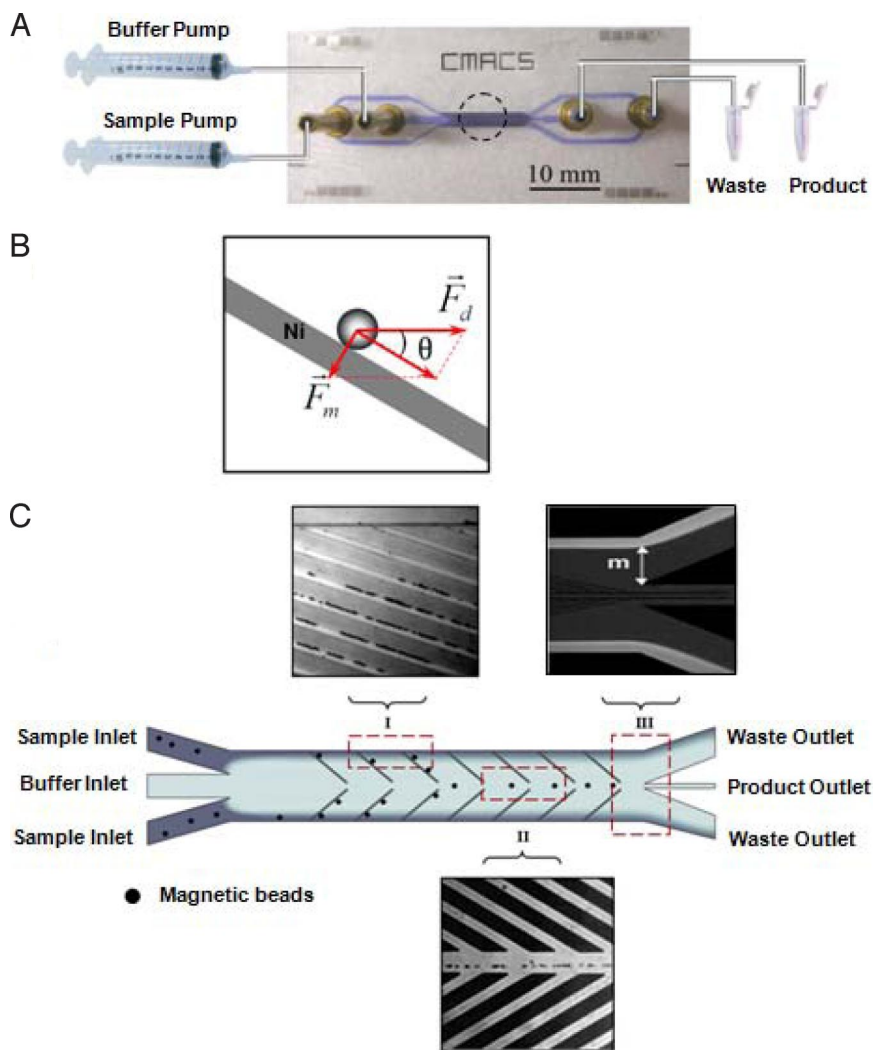 A
Buffer Pump
Sample Pump
CMACS
10 mm
Waste
Product
B
Ni
F d
θ
F m
C
m
I
III
Sample Inlet
Buffer Inlet
Sample Inlet
Waste Outlet
Product Outlet
Waste Outlet
II
Magnetic beads